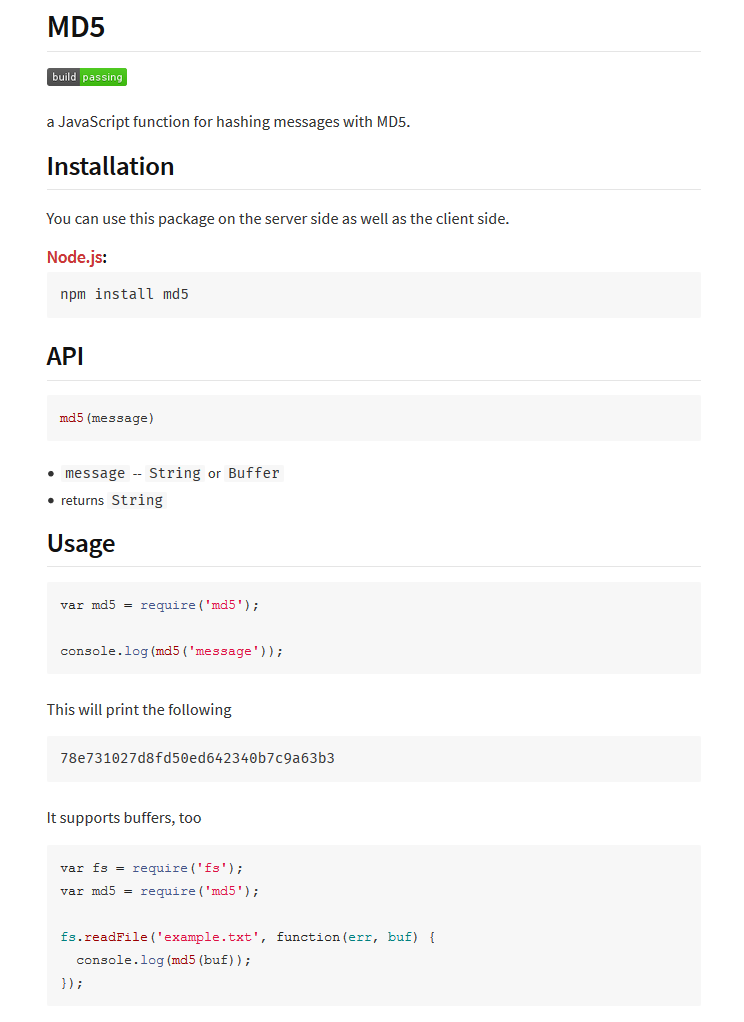 MD5
build passing
a JavaScript function for hashing messages with MD5.
Installation
You can use this package on the server side as well as the client side.
Node.js:
npm install md5
API
md5(message)
• message -- String or Buffer
• returns String
Usage
var md5 = require('md5');
console.log(md5('message'));
This will print the following
78e731027d8fd50ed642340b7c9a63b3
It supports buffers, too
var fs = require('fs');
var md5 = require('md5');
fs.readFile('example.txt', function(err, buf) {
  console.log(md5(buf));
});